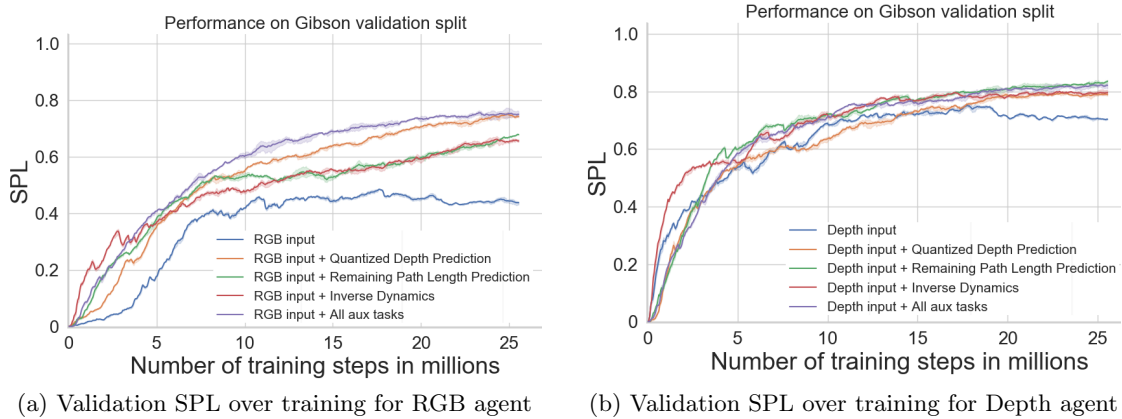 Performance on Gibson validation split
1.0
0.8
0.6
0.4
0.2
0
SPL
RGB input
RGB input + Quantized Depth Prediction
RGB input + Remaining Path Length Prediction
RGB input + Inverse Dynamics
RGB input + All aux tasks
0 5 10 15 20 25
Number of training steps in millions
(a) Validation SPL over training for RGB agent
Performance on Gibson validation split
1.0
0.8
0.6
0.4
0.2
0
SPL
Depth input
Depth input + Quantized Depth Prediction
Depth input + Remaining Path Length Prediction
Depth input + Inverse Dynamics
Depth input + All aux tasks
0 5 10 15 20 25
Number of training steps in millions
(b) Validation SPL over training for Depth agent